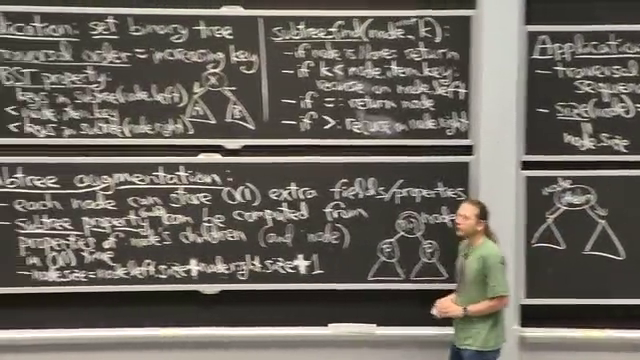 lication: set binary tree
traversal order = increasing key
BST property:
keys in subtree(node.left)
< node.item.key
< keys in subtree(node.right)
subtree_find(node, k):
- if node is None: return
- if k < node.item.key:
recurse on node.left
- if =: return node
- if >: recurse on node.right
btree augmentation:
each node can store O(1) extra fields/properties
- subtree property: can be computed from
properties of node's children (and node)
in O(1) time
- node.size = node.left.size + node.right.size + 1
node
Application
- traversal
sequence
- size(node)
node.size
node